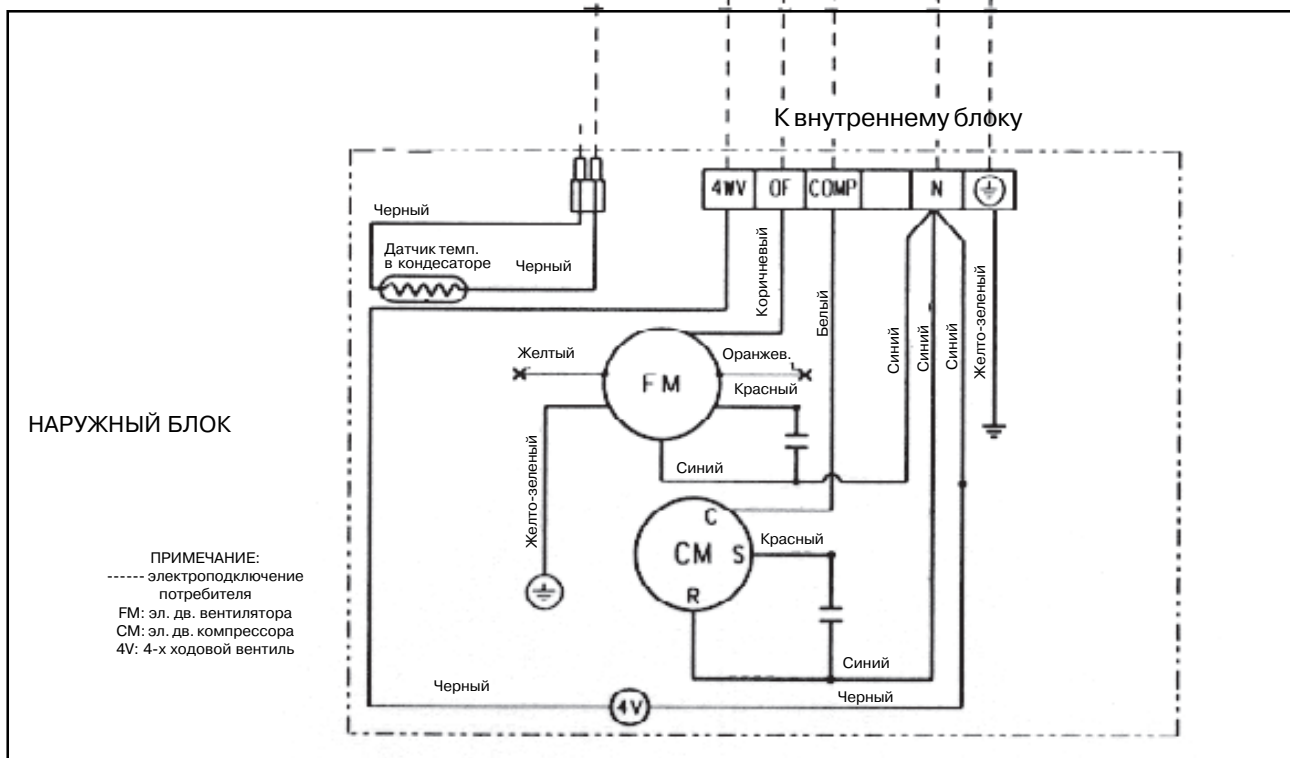 К внутреннему блоку
4WV OF COMP N
Черный
Датчик темп.
в кондесаторе
Черный
Коричневый
Белый
Синий
Синий
Синий
Желто-зеленый
Желтый
FM
Оранжев.
Красный
НАРУЖНЫЙ БЛОК
Синий
Желто-зеленый
C
CM S
R
Красный
ПРИМЕЧАНИЕ:
------ электроподключение
потребителя
FM: эл. дв. вентилятора
CM: эл. дв. компрессора
4V: 4-х ходовой вентиль
Синий
Черный
4V
Черный